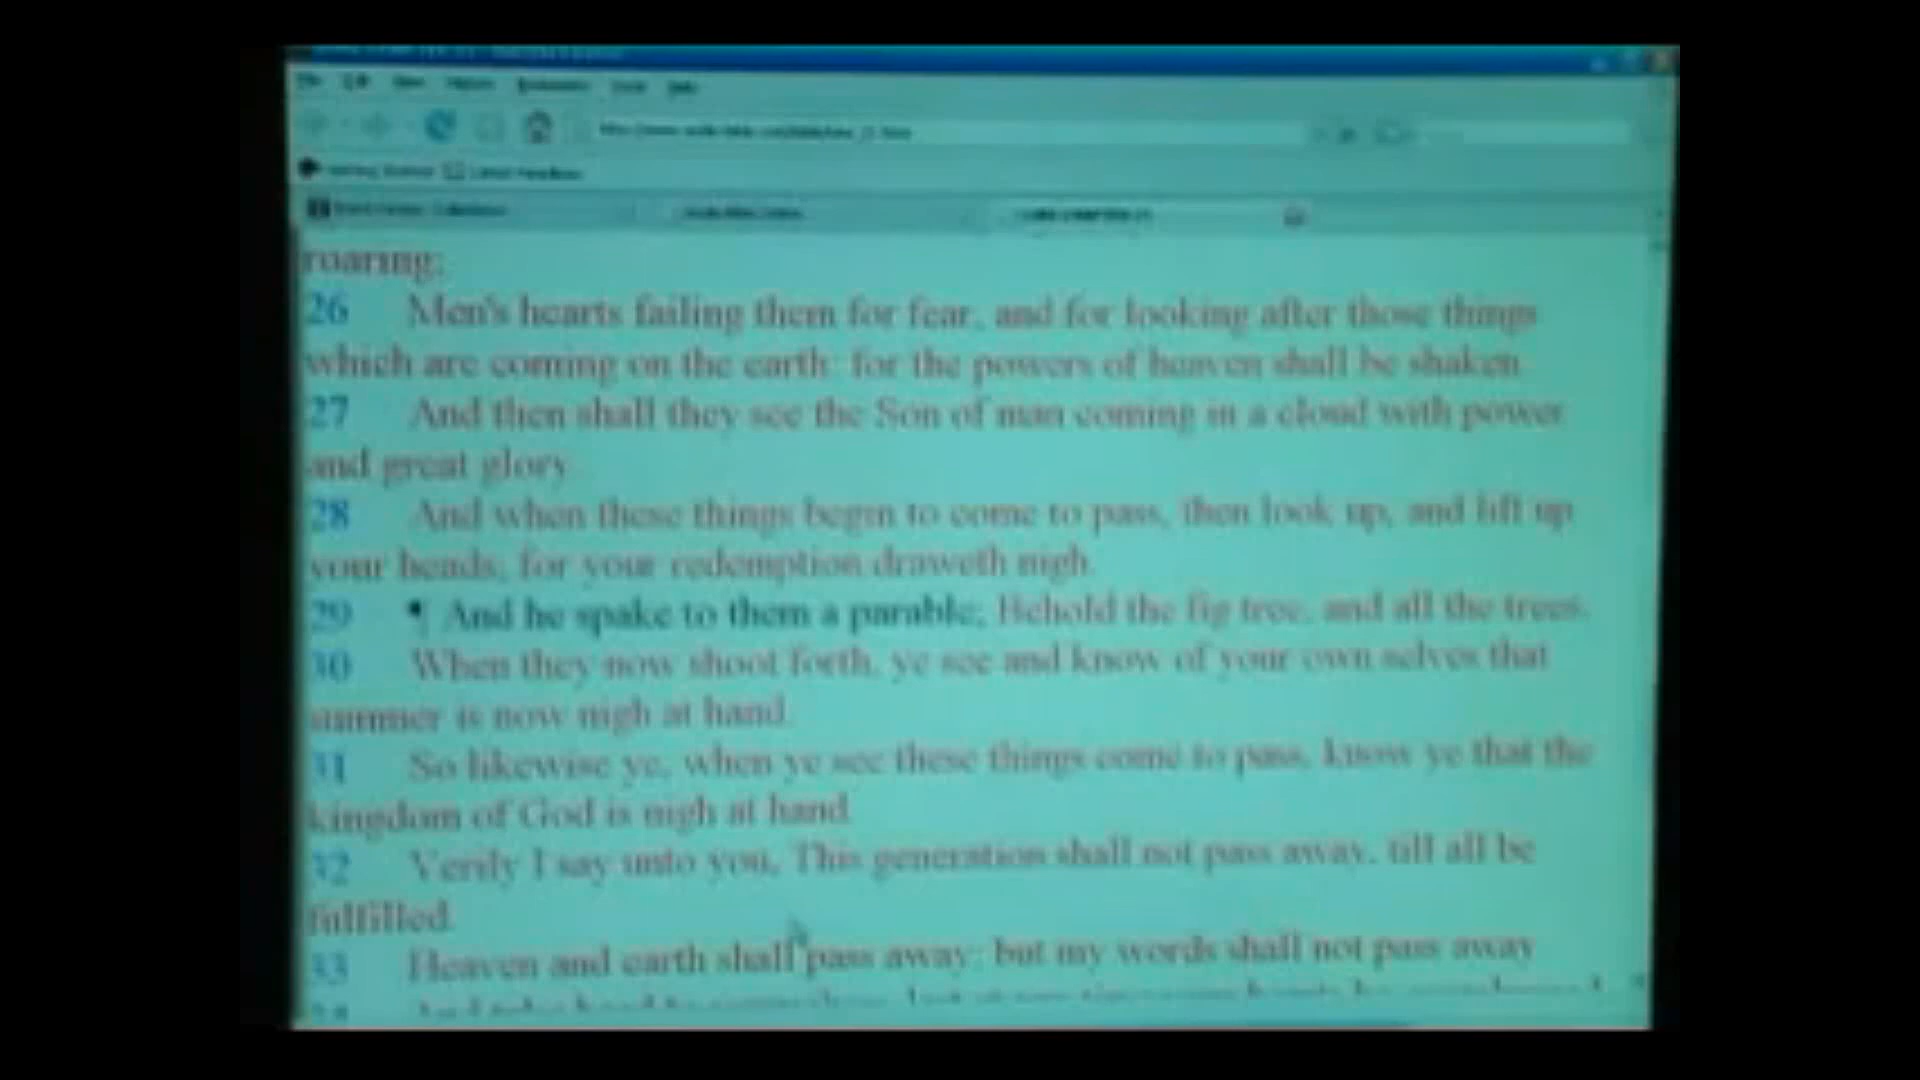 roaring;
26 Men's hearts failing them for fear, and for looking after those things
which are coming on the earth: for the powers of heaven shall be shaken.
27 And then shall they see the Son of man coming in a cloud with power
and great glory.
28 And when these things begin to come to pass, then look up, and lift up
your heads; for your redemption draweth nigh.
29 ¶ And he spake to them a parable; Behold the fig tree, and all the trees;
30 When they now shoot forth, ye see and know of your own selves that
summer is now nigh at hand.
31 So likewise ye, when ye see these things come to pass, know ye that the
kingdom of God is nigh at hand.
32 Verily I say unto you, This generation shall not pass away, till all be
fulfilled.
33 Heaven and earth shall pass away: but my words shall not pass away.